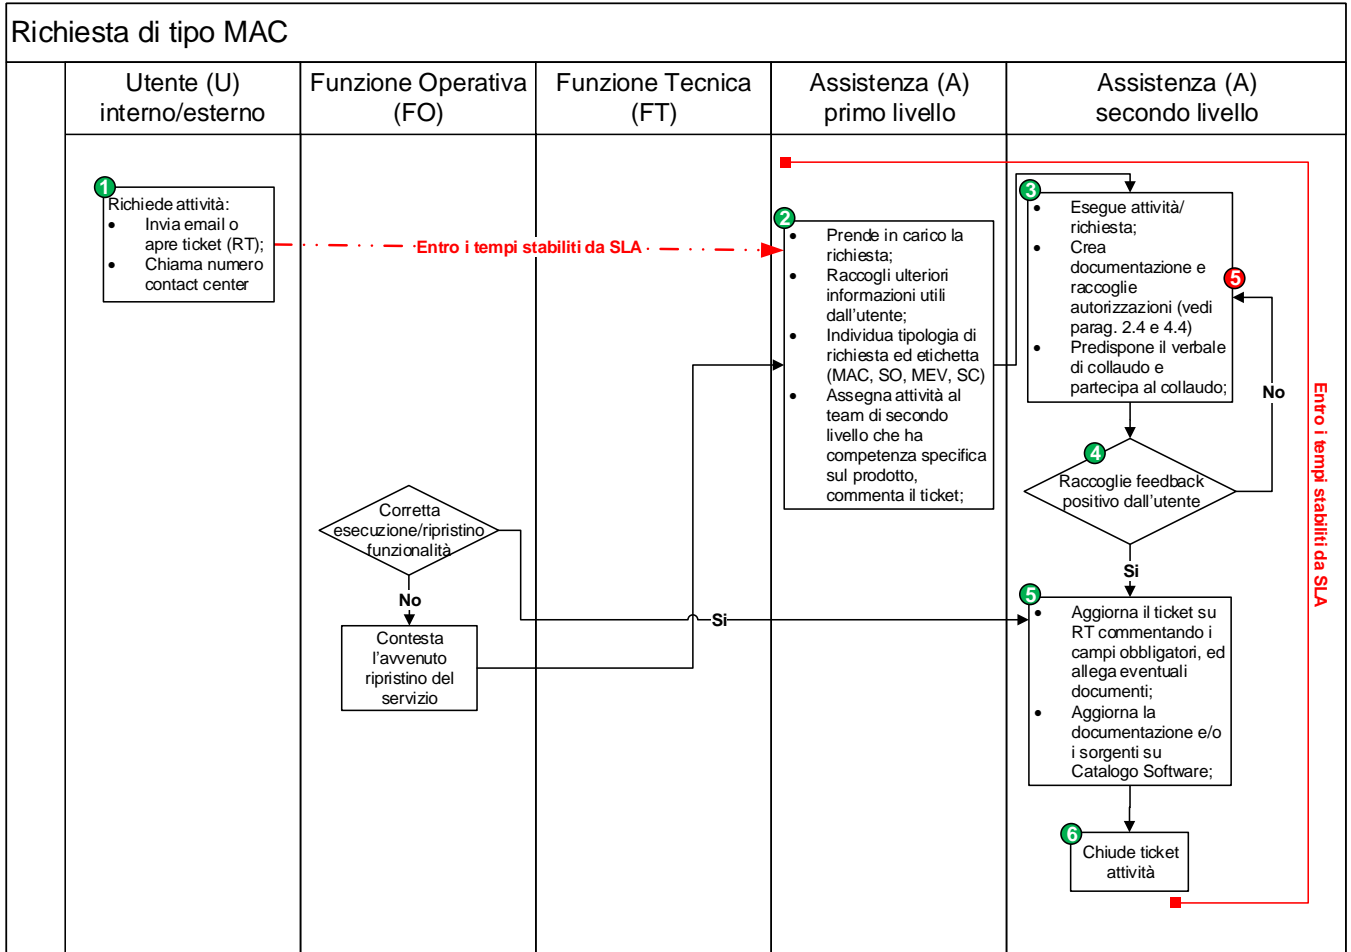 Richiesta di tipo MAC
Utente (U)
interno/esterno
Funzione Operativa
(FO)
Funzione Tecnica
(FT)
Assistenza (A)
primo livello
Assistenza (A)
secondo livello
1
Richiede attività:
• Invia email o
apre ticket (RT);
• Chiama numero
contact center
Entro i tempi stabiliti da SLA
2
• Prende in carico la
richiesta;
• Raccogli ulteriori
informazioni utili
dall'utente;
• Individua tipologia di
richiesta ed etichetta
(MAC, SO, MEV, SC)
• Assegna attività al
team di secondo
livello che ha
competenza specifica
sul prodotto,
commenta il ticket;
3
• Esegue attività/
richiesta;
• Crea
documentazione e
raccoglie
autorizzazioni (vedi
parag. 2.4 e 4.4)
• Predispone il verbale
di collaudo e
partecipa al collaudo;
5
No
Entro i tempi stabiliti da SLA
4
Raccoglie feedback
positivo dall'utente
Si
Corretta
esecuzione/ripristino
funzionalità
No
Si
Contesta
l'avvenuto
ripristino del
servizio
5
• Aggiorna il ticket su
RT commentando i
campi obbligatori, ed
allega eventuali
documenti;
• Aggiorna la
documentazione e/o
i sorgenti su
Catalogo Software;
6
Chiude ticket
attività